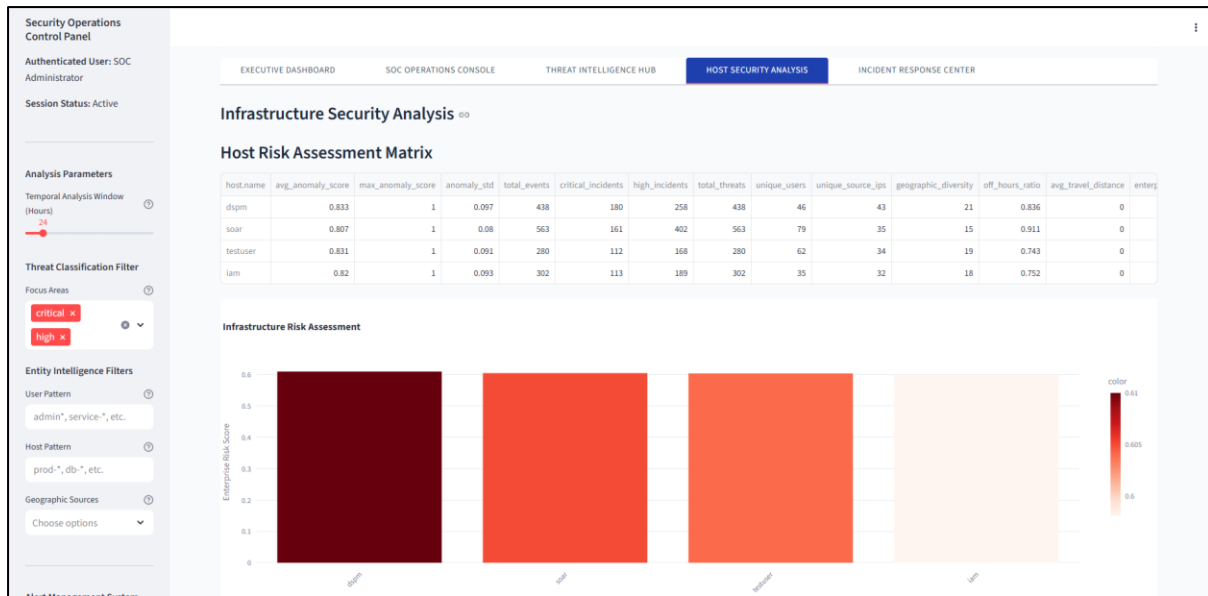 Security Operations
Control Panel
Authenticated User: SOC
Administrator
Session Status: Active
Analysis Parameters
Temporal Analysis Window
(Hours)
24
Threat Classification Filter
Focus Areas
critical ×
high ×
Entity Intelligence Filters
User Pattern
admin*, service-*, etc.
Host Pattern
prod-*, db-*, etc.
Geographic Sources
Choose options
Alert Management System
EXECUTIVE DASHBOARD SOC OPERATIONS CONSOLE THREAT INTELLIGENCE HUB HOST SECURITY ANALYSIS INCIDENT RESPONSE CENTER
Infrastructure Security Analysis
Host Risk Assessment Matrix
host.name avg_anomaly_score max_anomaly_score anomaly_std total_events critical_incidents high_incidents total_threats unique_users unique_source_ips geographic_diversity off_hours_ratio avg_travel_distance enterp
dspm 0.833 1 0.097 438 180 258 438 46 43 21 0.836 0
soar 0.807 1 0.08 563 161 402 563 79 35 15 0.911 0
testuser 0.831 1 0.091 280 112 168 280 62 34 19 0.743 0
iam 0.82 1 0.093 302 113 189 302 35 32 18 0.752 0
Infrastructure Risk Assessment
Enterprise Risk Score
0.6
0.5
0.4
0.3
0.2
0.1
0
dspm
soar
testuser
iam
color
0.61
0.605
0.6